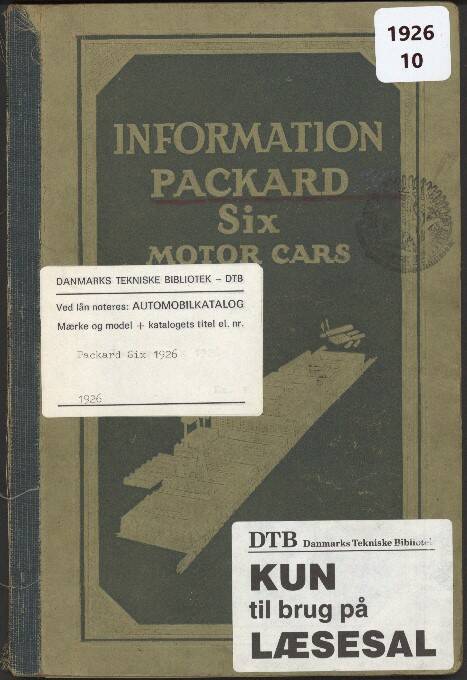 1926
10
INFORMATION
PACKARD
Six
MOTOR CARS
DANMARKS TEKNISKE BIBLIOTEK – DTB
Ved lån noteres: AUTOMOBILKATALOG
Mærke og model + katalogets titel el. nr.
Packard Six 1926
1926
DTB Danmarks Tekniske Bibliotek
KUN
til brug på
LÆSESAL